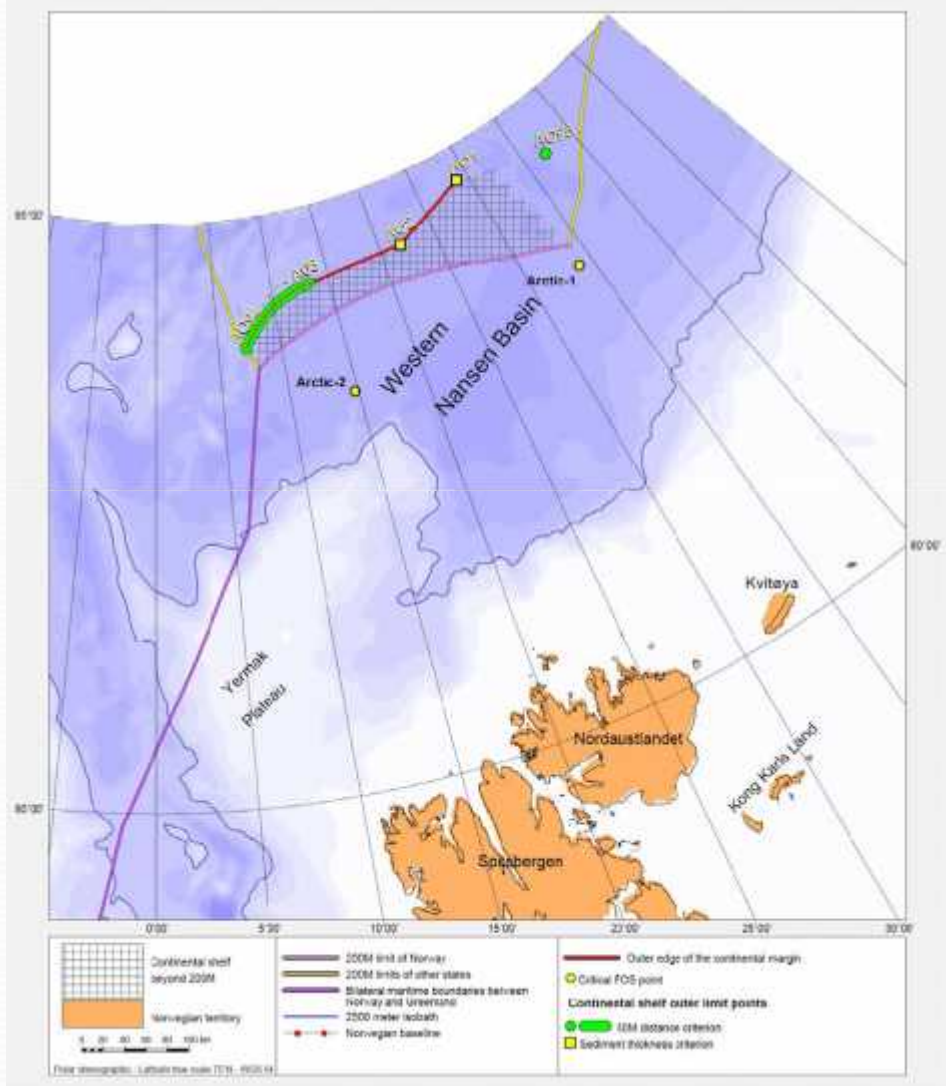 85°00'
Arctic-1
Arctic-2
Western
Nansen Basin
80°00'
Kvitøya
Yermak
Plateau
Nordaustlandet
Kong Karls Land
80°00'
Spitsbergen
0°00' 5°00' 10°00' 15°00' 20°00' 25°00' 30°00'
Continental shelf
beyond 200M
Norwegian territory
200M limit of Norway
200M limits of other states
Bilateral maritime boundaries between
Norway and Greenland
2500 meter isobath
Norwegian baseline
Outer edge of the continental margin
Critical FOS point
Continental shelf outer limit points
60M distance criterion
Sediment thickness criterion